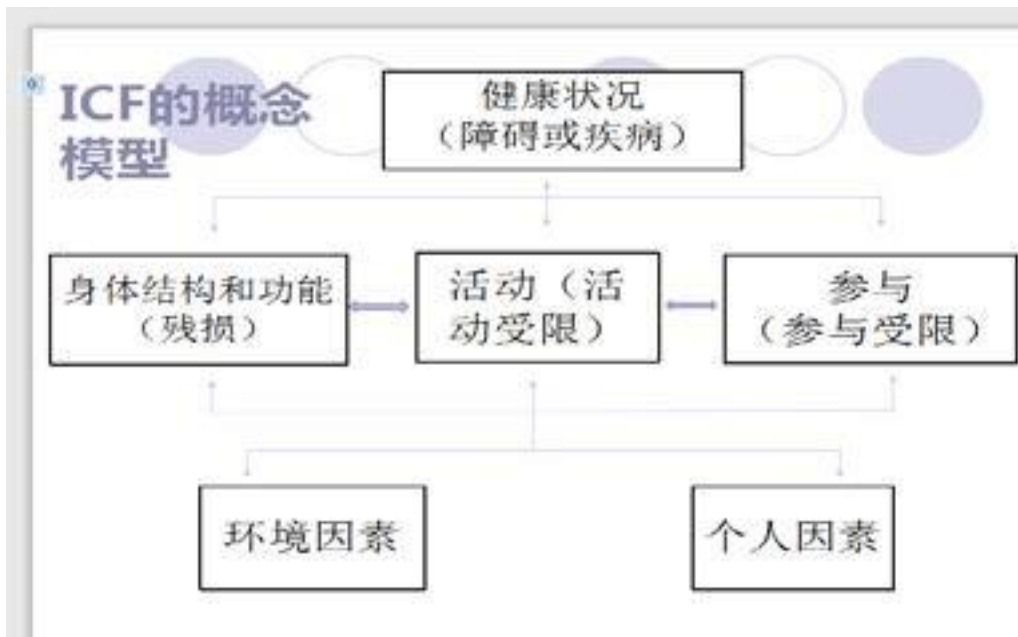 ICF的概念
模型
健康状况
（障碍或疾病）
身体结构和功能
（残损）
活动（活
动受限）
参与
（参与受限）
环境因素
个人因素